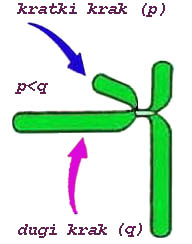 kratki krak (p)
p<q
dugi krak (q)